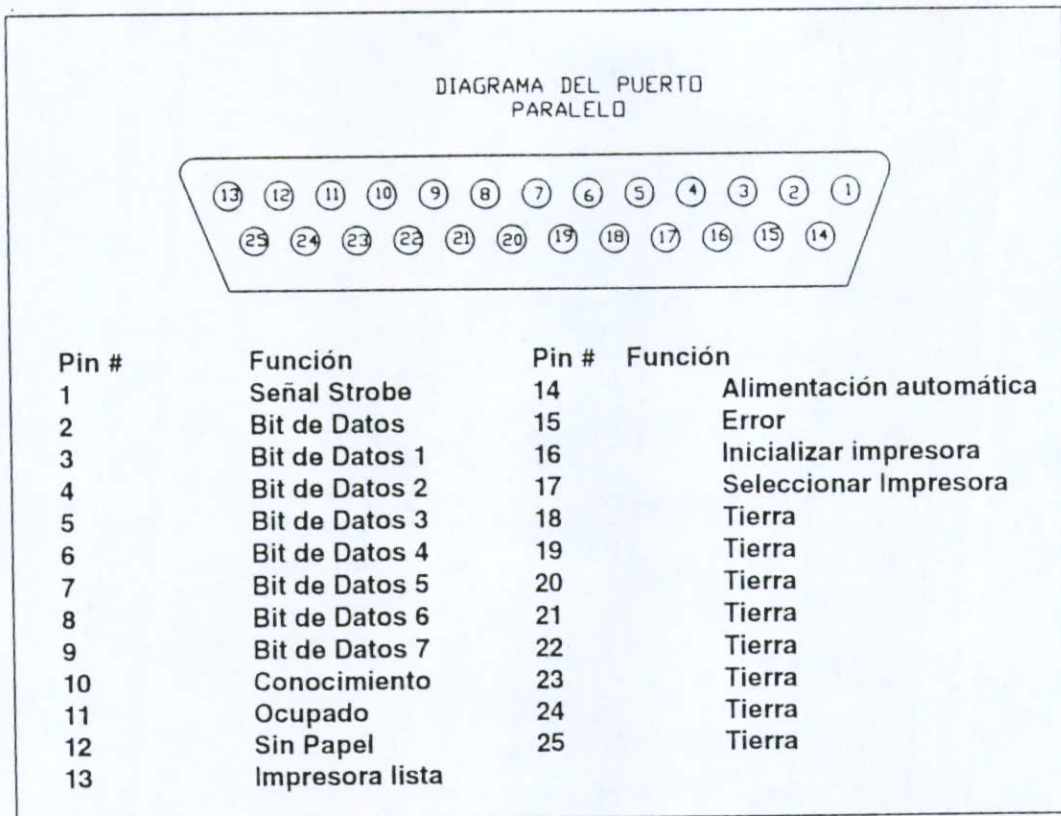 DIAGRAMA DEL PUERTO
PARALELO
13 12 11 10 9 8 7 6 5 4 3 2 1
25 24 23 22 21 20 19 18 17 16 15 14
Pin # Función Pin # Función
1 Señal Strobe 14 Alimentación automática
2 Bit de Datos 15 Error
3 Bit de Datos 1 16 Inicializar impresora
4 Bit de Datos 2 17 Seleccionar Impresora
5 Bit de Datos 3 18 Tierra
6 Bit de Datos 4 19 Tierra
7 Bit de Datos 5 20 Tierra
8 Bit de Datos 6 21 Tierra
9 Bit de Datos 7 22 Tierra
10 Conocimiento 23 Tierra
11 Ocupado 24 Tierra
12 Sin Papel 25 Tierra
13 Impresora lista